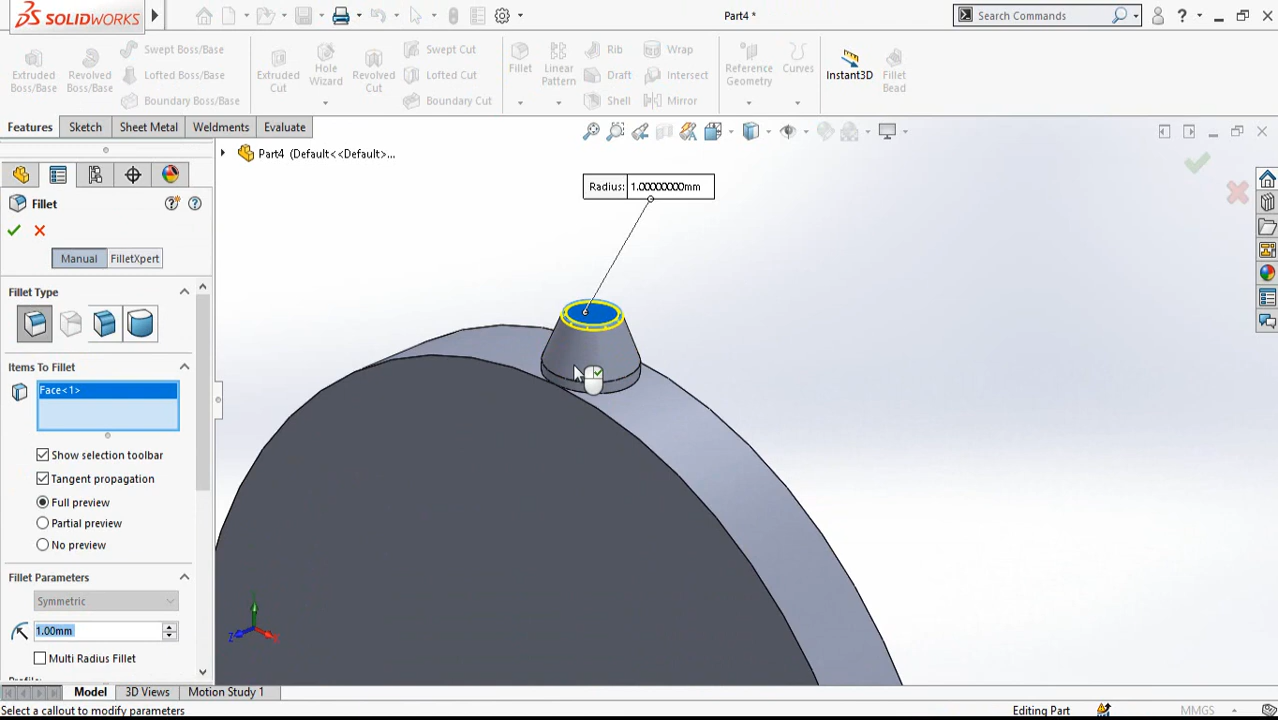 SOLIDWORKS
Part4 *
Search Commands
?
Extruded Boss/Base
Revolved Boss/Base
Swept Boss/Base
Lofted Boss/Base
Boundary Boss/Base
Extruded Cut
Hole Wizard
Revolved Cut
Swept Cut
Lofted Cut
Boundary Cut
Fillet
Linear Pattern
Rib
Draft
Shell
Wrap
Intersect
Mirror
Reference Geometry
Curves
Instant3D
Fillet Bead
Features
Sketch
Sheet Metal
Weldments
Evaluate
Part4 (Default<<Default>...
Fillet
Manual
FilletXpert
Fillet Type
Items To Fillet
Face<1>
Show selection toolbar
Tangent propagation
Full preview
Partial preview
No preview
Fillet Parameters
Symmetric
1.00mm
Multi Radius Fillet
Radius: 1.00000000mm
Y
X
Z
Model
3D Views
Motion Study 1
Select a callout to modify parameters
Editing Part
MMGS